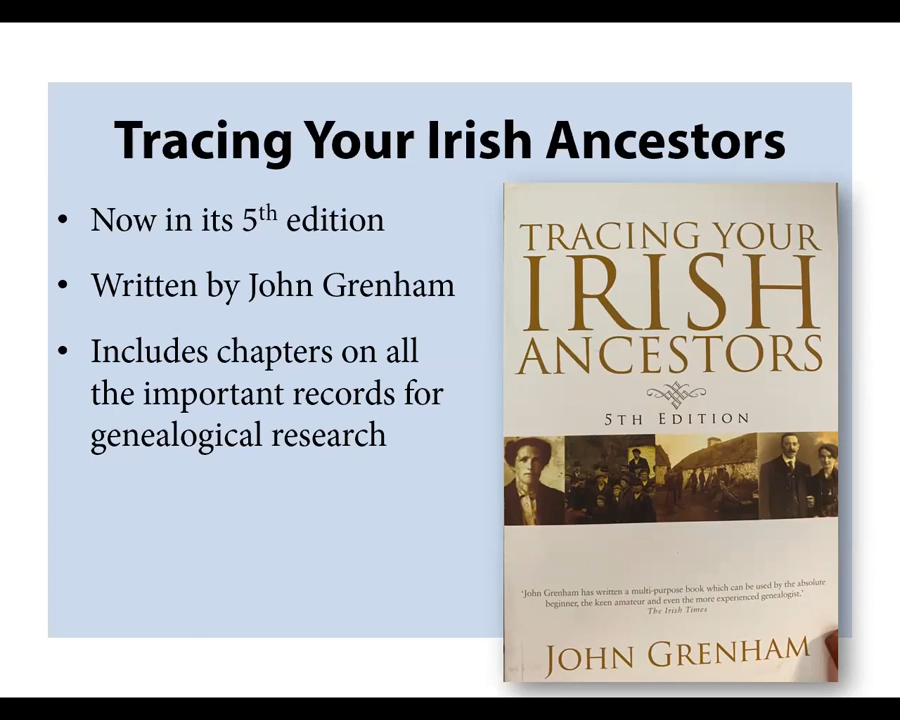 Tracing Your Irish Ancestors
• Now in its 5th edition
• Written by John Grenham
• Includes chapters on all
the important records for
genealogical research
TRACING YOUR
IRISH
ANCESTORS
5TH EDITION
'John Grenham has written a multi-purpose book which can be used by the absolute
beginner, the keen amateur and even the more experienced genealogist.'
The Irish Times
JOHN GRENHAM